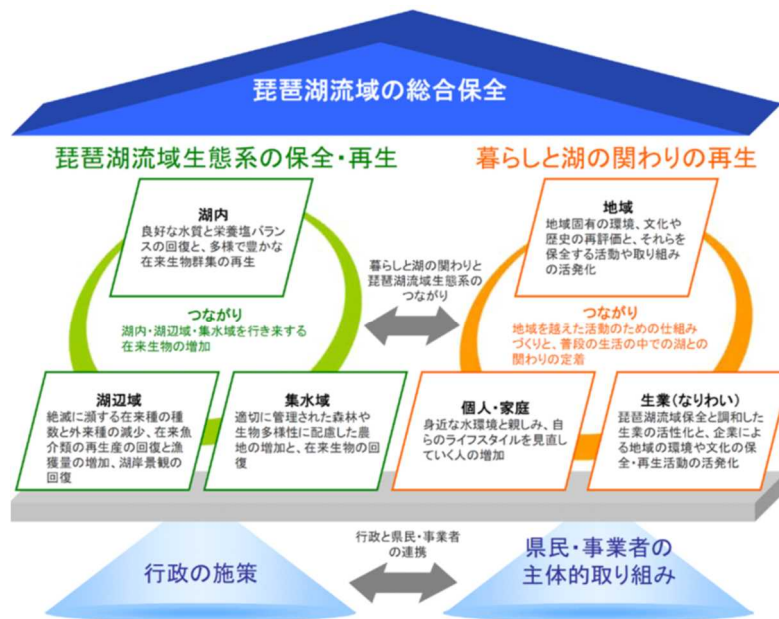 琵琶湖流域の総合保全
琵琶湖流域生態系の保全・再生
暮らしと湖の関わりの再生
湖内
良好な水質と栄養塩バラン
スの回復と、多様で豊かな
在来生物群集の再生
つながり
湖内・湖辺域・集水域を行き来する
在来生物の増加
湖辺域
絶滅に瀕する在来種の種
数と外来種の減少、在来魚
介類の再生産の回復と漁
獲量の増加、湖岸景観の
回復
集水域
適切に管理された森林や
生物多様性に配慮した農
地の増加と、在来生物の回
復
暮らしと湖の関わりと
琵琶湖流域生態系の
つながり
地域
地域固有の環境、文化や
歴史の再評価と、それらを
保全する活動や取り組み
の活発化
つながり
地域を越えた活動のための仕組み
づくりと、普段の生活の中での湖との
関わりの定着
個人・家庭
身近な水環境と親しみ、自
らのライフスタイルを見直し
ていく人の増加
生業(なりわい)
琵琶湖流域保全と調和した
生業の活性化と、企業によ
る地域の環境や文化の保
全・再生活動の活発化
行政の施策
行政と県民・事業者
の連携
県民・事業者の
主体的取り組み